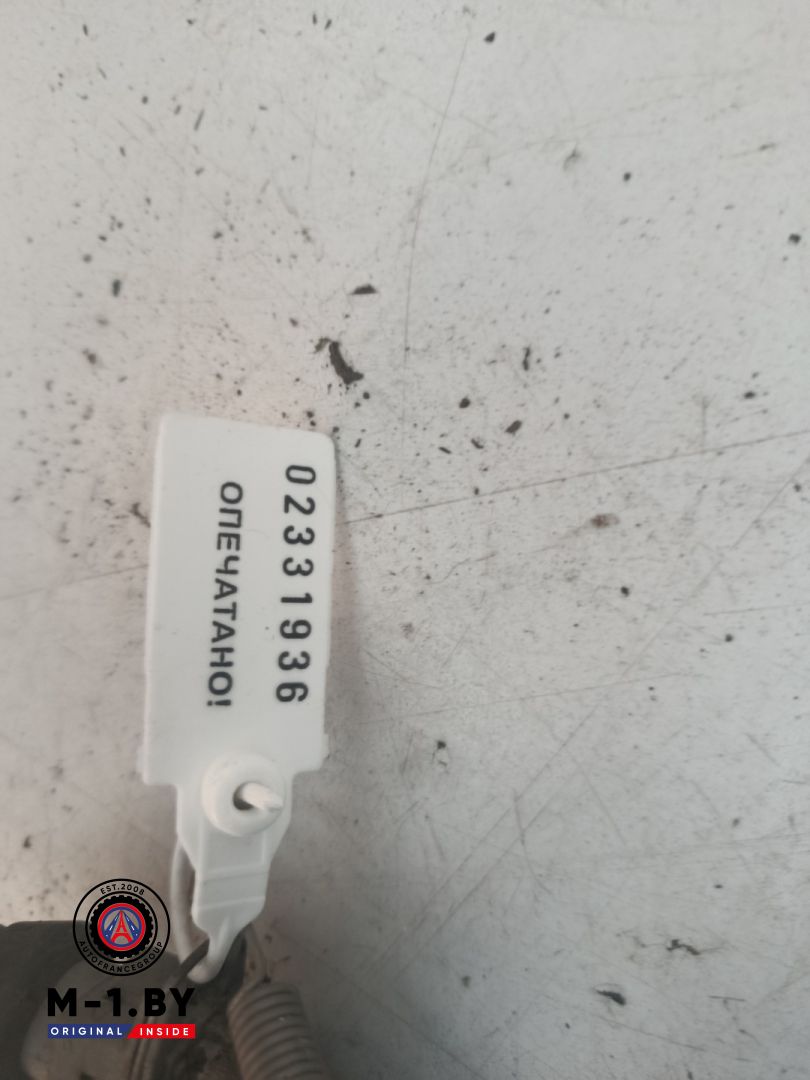 02331936
ОПЕЧАТАНО!
EST.2008
AUTOFRANCEGROUP
M-1.BY
ORIGINAL INSIDE